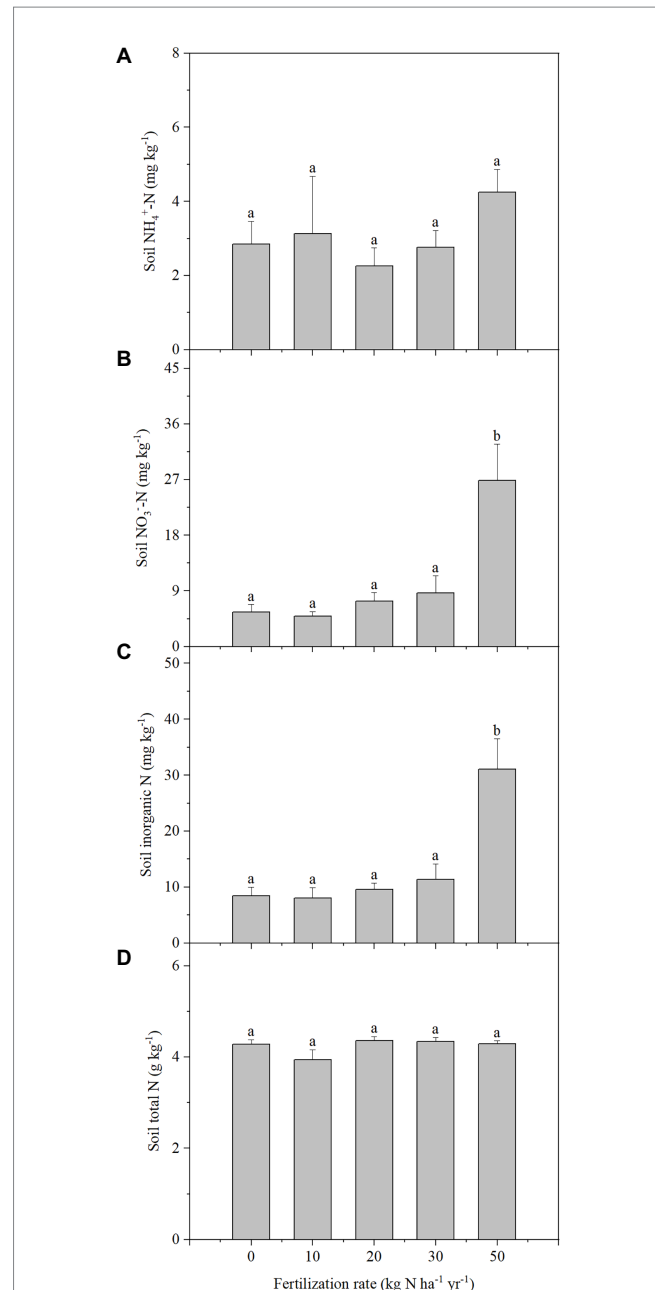 A
Soil NH₄⁺-N (mg kg⁻¹)
8
6
4
2
0
a
a
a
a
a
B
Soil NO₃⁻-N (mg kg⁻¹)
45
36
27
18
9
0
a
a
a
a
b
C
Soil inorganic N (mg kg⁻¹)
50
40
30
20
10
0
a
a
a
a
b
D
Soil total N (g kg⁻¹)
6
4
2
0
a
a
a
a
a
0 10 20 30 50
Fertilization rate (kg N ha⁻¹ yr⁻¹)